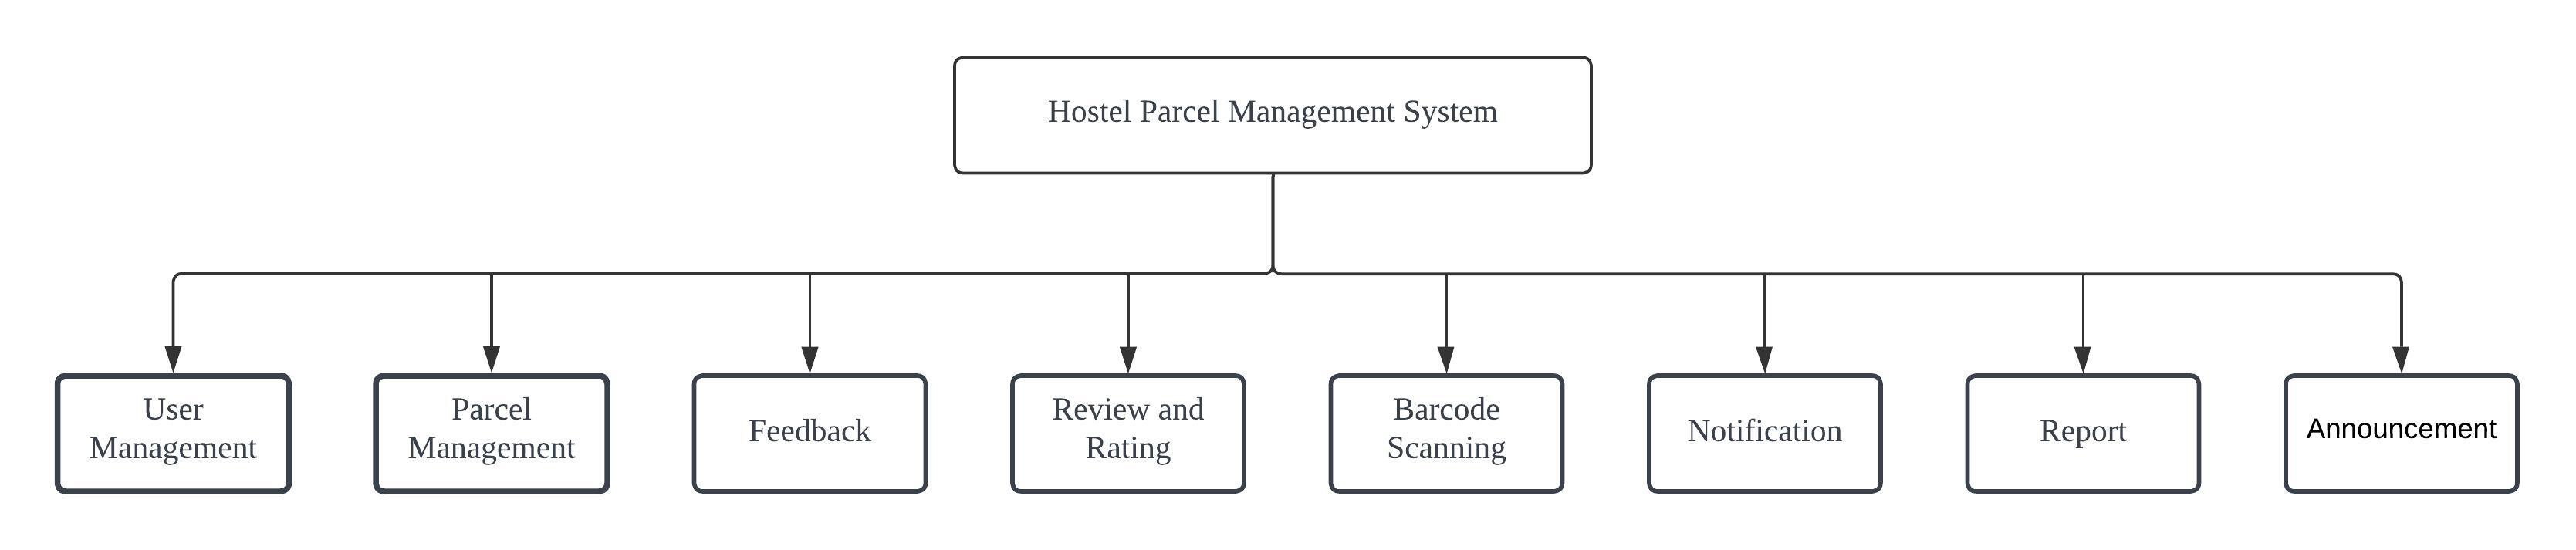 Hostel Parcel Management System
User
Management
Parcel
Management
Feedback
Review and
Rating
Barcode
Scanning
Notification
Report
Announcement